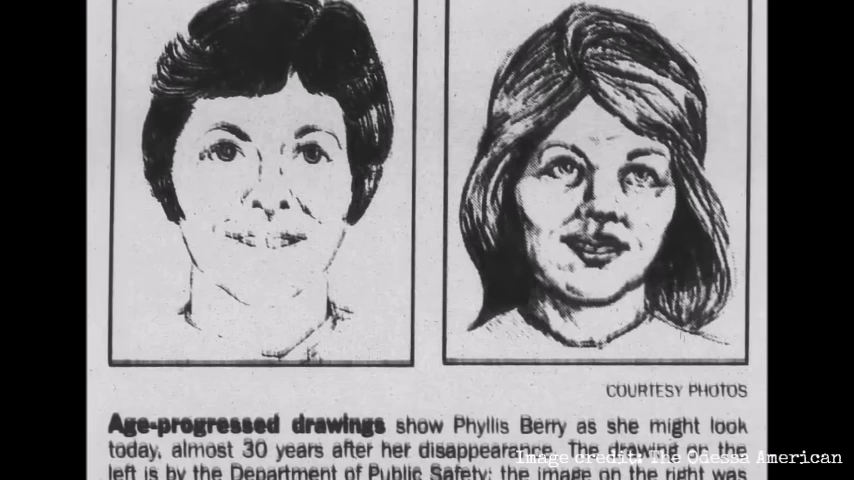 COURTESY PHOTOS
Age-progressed drawings show Phyllis Berry as she might look
today, almost 30 years after her disappearance. The drawing on the
Image credit: The Odessa American
left is by the Department of Public Safety; the image on the right was